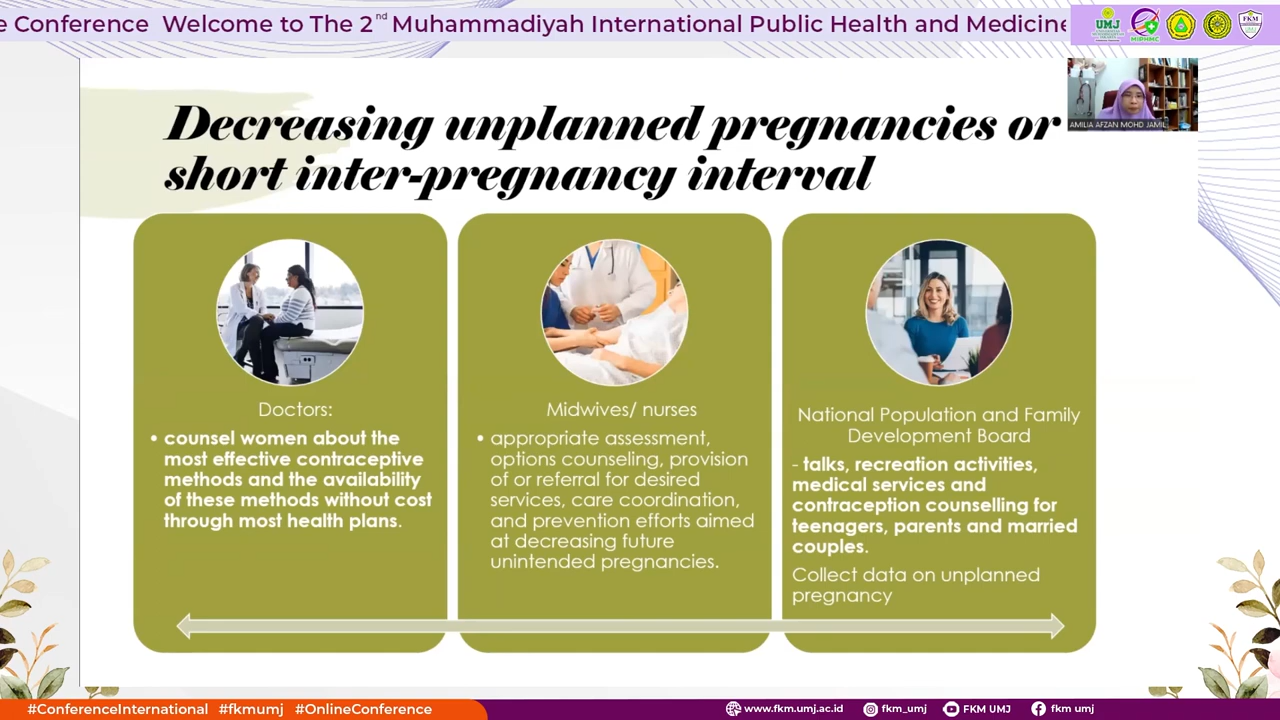 e Conference Welcome to The 2nd Muhammadiyah International Public Health and Medicine
UMJ
MIPHMC
FKM
AMILIA AFZAN MOHD JAMIL
Decreasing unplanned pregnancies or
short inter-pregnancy interval
Doctors:
• counsel women about the
most effective contraceptive
methods and the availability
of these methods without cost
through most health plans.
Midwives/ nurses
• appropriate assessment,
options counseling, provision
of or referral for desired
services, care coordination,
and prevention efforts aimed
at decreasing future
unintended pregnancies.
National Population and Family
Development Board
- talks, recreation activities,
medical services and
contraception counselling for
teenagers, parents and married
couples.
Collect data on unplanned
pregnancy
#ConferenceInternational #fkmumj #OnlineConference
www.fkm.umj.ac.id fkm_umj FKM UMJ fkm umj